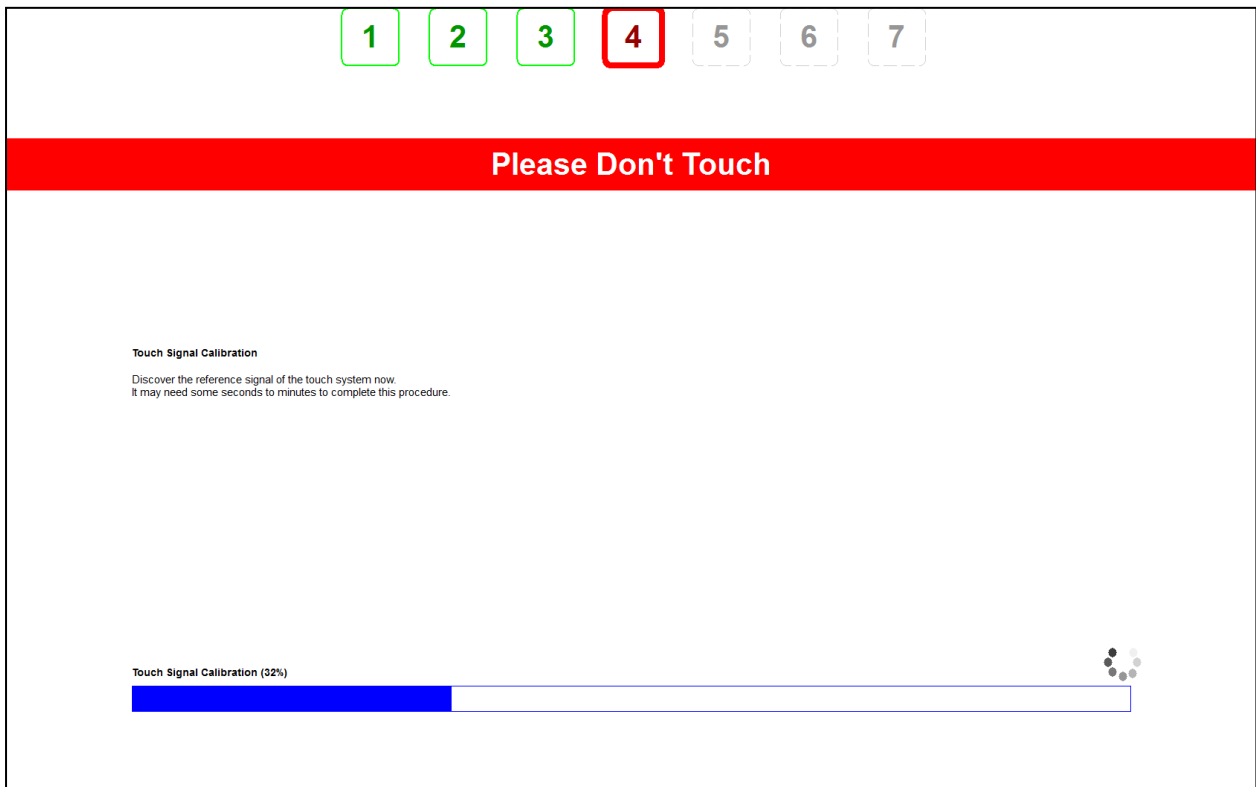 1 2 3 4 5 6 7
Please Don't Touch
Touch Signal Calibration
Discover the reference signal of the touch system now.
It may need some seconds to minutes to complete this procedure.
Touch Signal Calibration (32%)